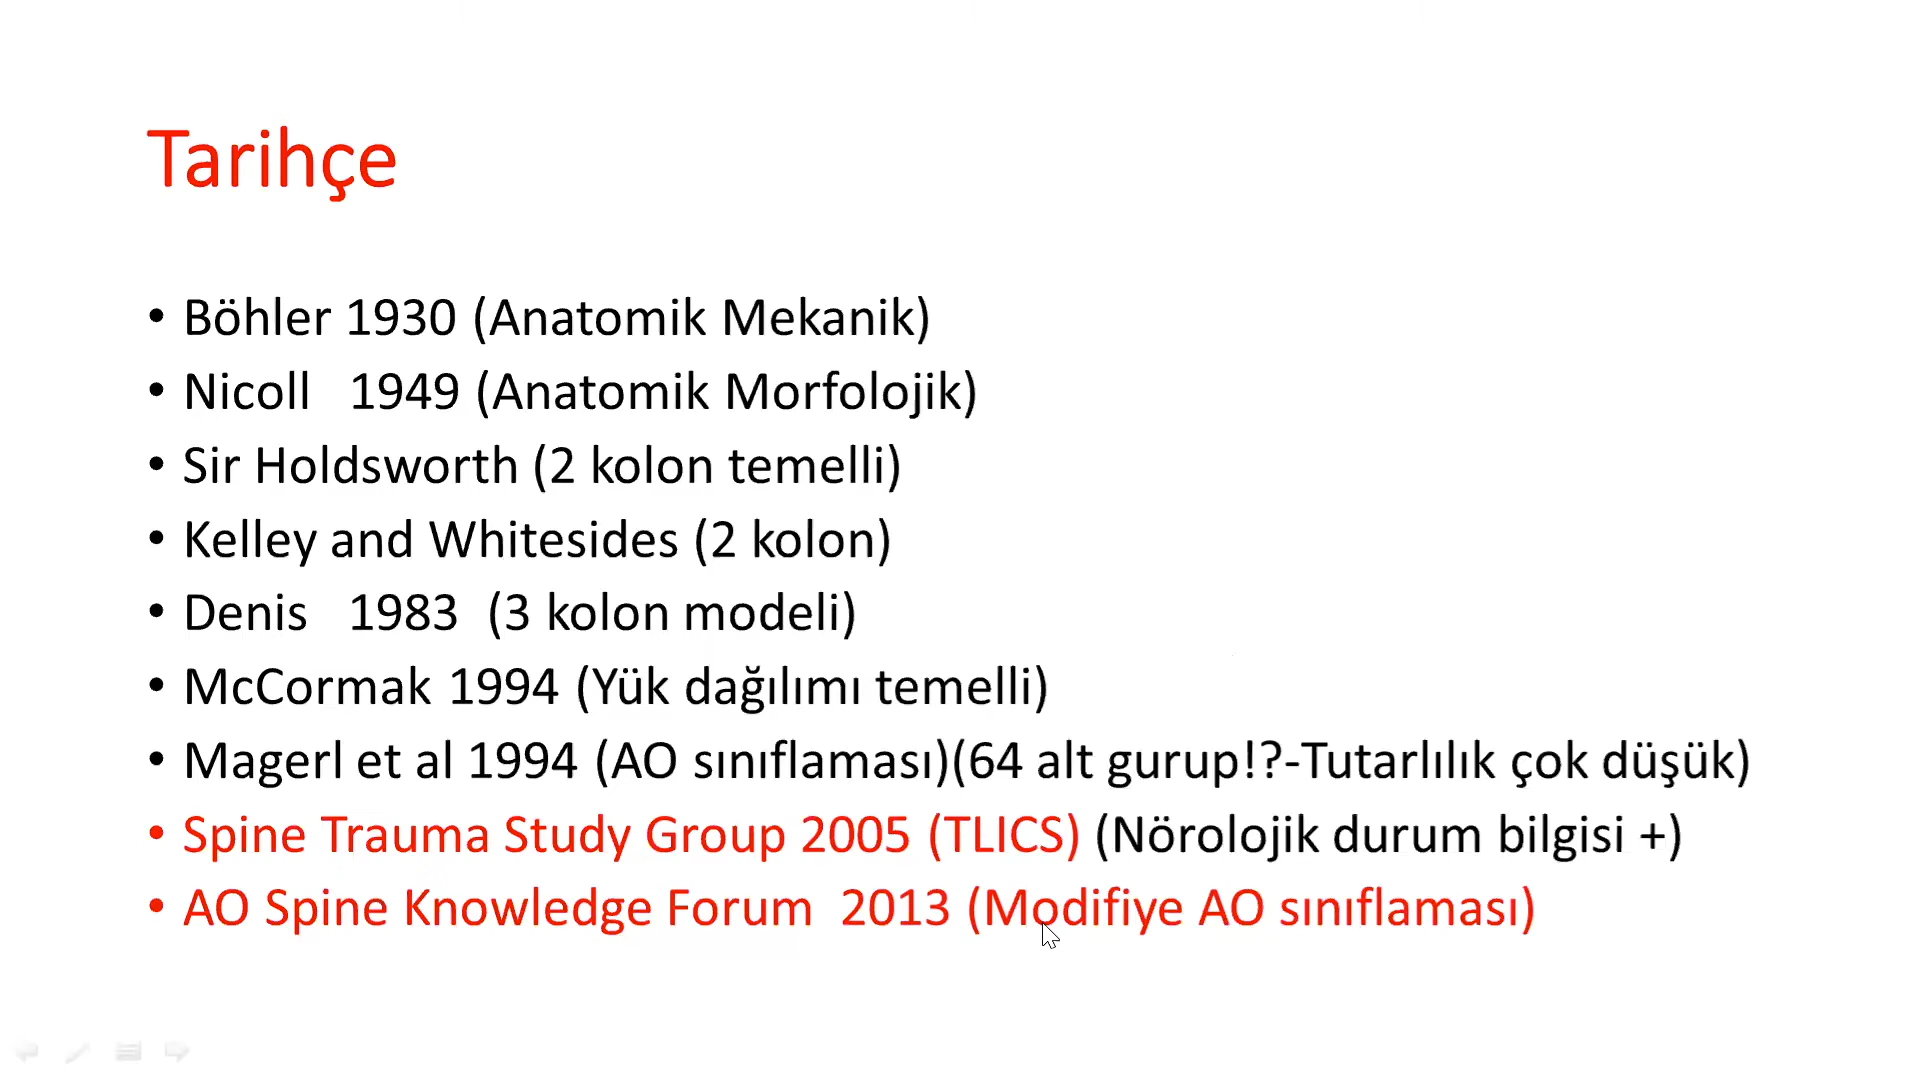 Tarihçe
• Böhler 1930 (Anatomik Mekanik)
• Nicoll   1949 (Anatomik Morfolojik)
• Sir Holdsworth (2 kolon temelli)
• Kelley and Whitesides (2 kolon)
• Denis   1983  (3 kolon modeli)
• McCormak 1994 (Yük dağılımı temelli)
• Magerl et al 1994 (AO sınıflaması)(64 alt gurup!?-Tutarlılık çok düşük)
• Spine Trauma Study Group 2005 (TLICS) (Nörolojik durum bilgisi +)
• AO Spine Knowledge Forum  2013 (Modifiye AO sınıflaması)